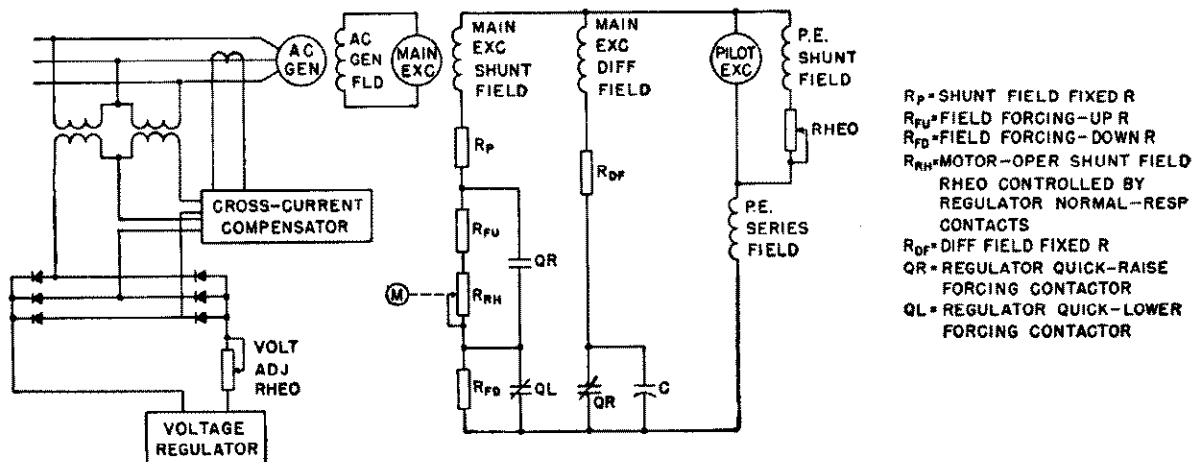 AC
GEN
AC
GEN
FLD
MAIN
EXC
MAIN
EXC
SHUNT
FIELD
MAIN
EXC
DIFF
FIELD
PILOT
EXC
P.E.
SHUNT
FIELD
RHEO
RP
RDF
P.E.
SERIES
FIELD
CROSS-CURRENT
COMPENSATOR
RFU
QR
M
RRH
VOLT
ADJ
RHEO
RFD
QL
QR
C
VOLTAGE
REGULATOR
RP=SHUNT FIELD FIXED R
RFU=FIELD FORCING-UP R
RFD=FIELD FORCING-DOWN R
RRH=MOTOR-OPER SHUNT FIELD
RHEO CONTROLLED BY
REGULATOR NORMAL-RESP
CONTACTS
RDF=DIFF FIELD FIXED R
QR=REGULATOR QUICK-RAISE
FORCING CONTACTOR
QL=REGULATOR QUICK-LOWER
FORCING CONTACTOR